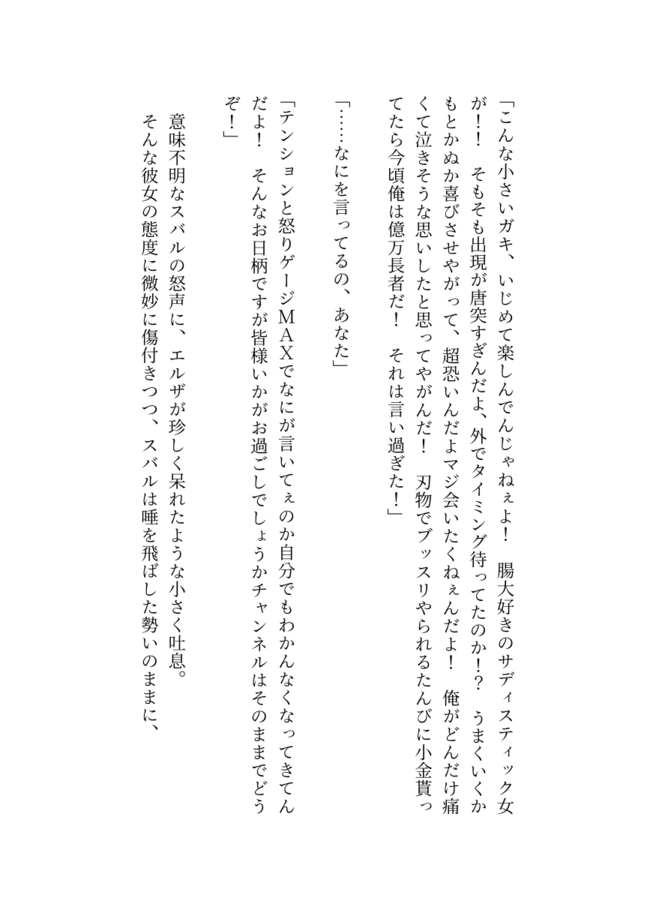 「こんな小さいガキ、いじめて楽しんでんじゃねぇよ！　腸大好きのサディスティック女
が！！　そもそも出現が唐突すぎんだよ、外でタイミング待ってたのか！？　うまくいくか
もとかぬか喜びさせやがって、超恐いんだよマジ会いたくねぇんだよ！　俺がどんだけ痛
くて泣きそうな思いしたと思ってやがんだ！　刃物でブッスリやられるたんびに小金貰っ
てたら今頃俺は億万長者だ！　それは言い過ぎた！」
「……なにを言ってるの、あなた」
「テンションと怒りゲージＭＡＸでなにが言いてぇのか自分でもわかんなくなってきてん
だよ！　そんなお日柄ですが皆様いかがお過ごしでしょうかチャンネルはそのままでどう
ぞ！」
　意味不明なスバルの怒声に、エルザが珍しく呆れたような小さく吐息。
　そんな彼女の態度に微妙に傷付きつつ、スバルは唾を飛ばした勢いのままに、